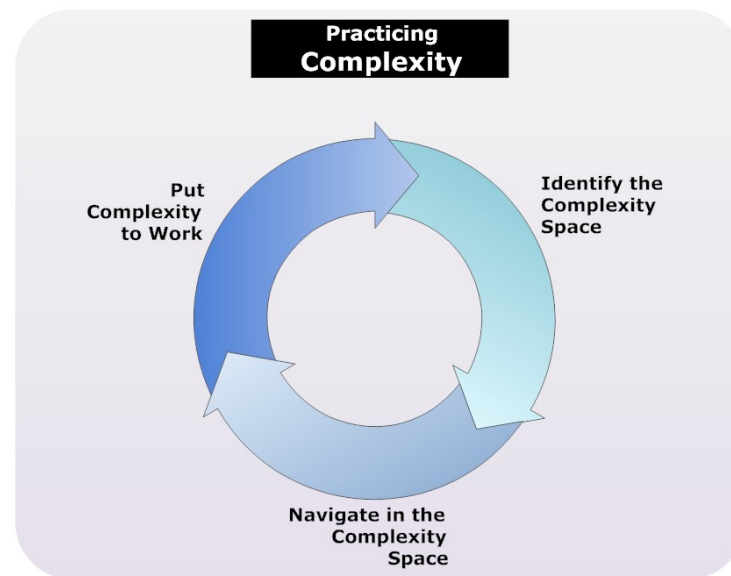 Practicing
Complexity
Put
Complexity
to Work
Identify the
Complexity
Space
Navigate in the
Complexity
Space